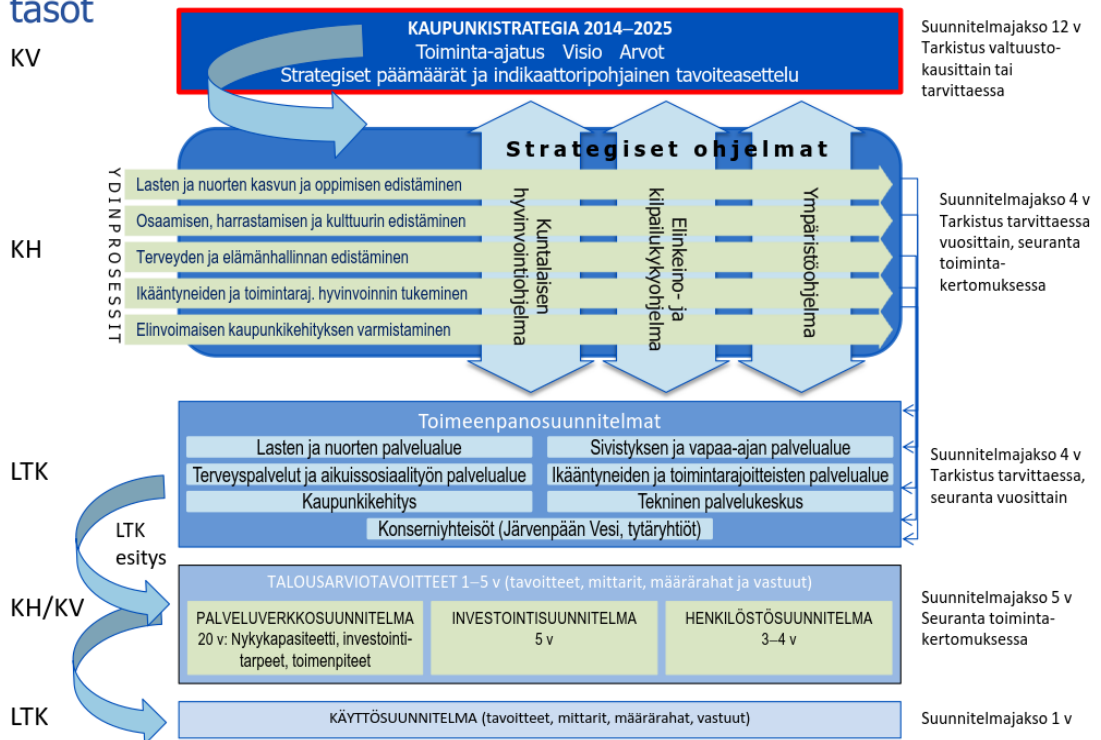 tasot
KV
KAUPUNKISTRATEGIA 2014–2025
Toiminta-ajatus Visio Arvot
Strategiset päämäärät ja indikaattoripohjainen tavoiteasettelu
Suunnitelmajakso 12 v
Tarkistus valtuusto-
kausittain tai
tarvittaessa
Strategiset ohjelmat
YDINPROSESSIT
KH
Lasten ja nuorten kasvun ja oppimisen edistäminen
Osaamisen, harrastamisen ja kulttuurin edistäminen
Terveyden ja elämänhallinnan edistäminen
Ikääntyneiden ja toimintaraj. hyvinvoinnin tukeminen
Elinvoimaisen kaupunkikehityksen varmistaminen
Kuntalaisen
hyvinvointiohjelma
Elinkeino- ja
kilpailukykyohjelma
Ympäristöohjelma
Suunnitelmajakso 4 v
Tarkistus tarvittaessa
vuosittain, seuranta
toiminta-
kertomuksessa
LTK
Toimeenpanosuunnitelmat
Lasten ja nuorten palvelualue
Sivistyksen ja vapaa-ajan palvelualue
Terveyspalvelut ja aikuissosiaalityön palvelualue
Ikääntyneiden ja toimintarajoitteisten palvelualue
Kaupunkikehitys
Tekninen palvelukeskus
Konserniyhteisöt (Järvenpään Vesi, tytäryhtiöt)
Suunnitelmajakso 4 v
Tarkistus tarvittaessa,
seuranta vuosittain
LTK
esitys
KH/KV
TALOUSARVIOTAVOITTEET 1–5 v (tavoitteet, mittarit, määrärahat ja vastuut)
PALVELUVERKKOSUUNNITELMA
20 v: Nykykapasiteetti, investointi-
tarpeet, toimenpiteet
INVESTOINTISUUNNITELMA
5 v
HENKILÖSTÖSUUNNITELMA
3–4 v
Suunnitelmajakso 5 v
Seuranta toiminta-
kertomuksessa
LTK
KÄYTTÖSUUNNITELMA (tavoitteet, mittarit, määrärahat, vastuut)
Suunnitelmajakso 1 v